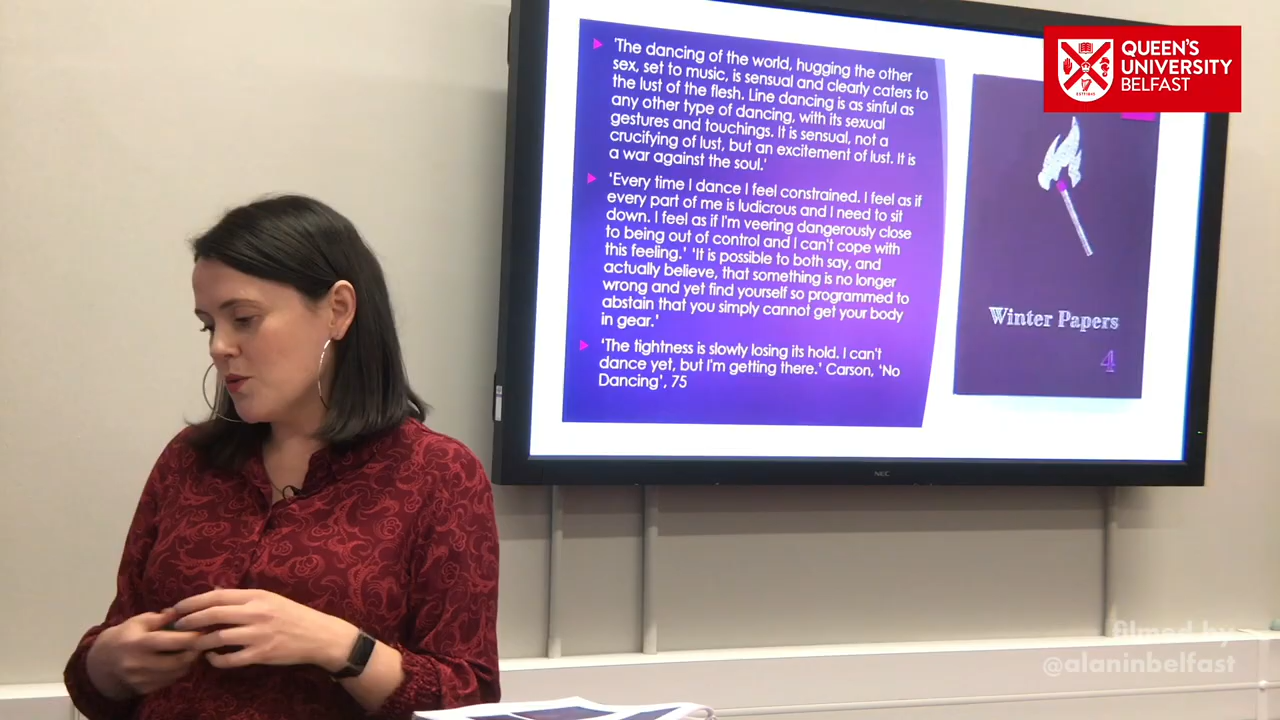 'The dancing of the world, hugging the other
sex, set to music, is sensual and clearly caters to
the lust of the flesh. Line dancing is as sinful as
any other type of dancing, with its sexual
gestures and touchings. It is sensual, not a
crucifying of lust, but an excitement of lust. It is
a war against the soul.'
'Every time I dance I feel constrained. I feel as if
every part of me is ludicrous and I need to sit
down. I feel as if I'm veering dangerously close
to being out of control and I can't cope with
this feeling.' 'It is possible to both say, and
actually believe, that something is no longer
wrong and yet find yourself so programmed to
abstain that you simply cannot get your body
in gear.'
'The tightness is slowly losing its hold. I can't
dance yet, but I'm getting there.' Carson, 'No
Dancing', 75
Winter Papers
4
QUEEN'S
UNIVERSITY
BELFAST
NEC
filmed by
@alaninbelfast